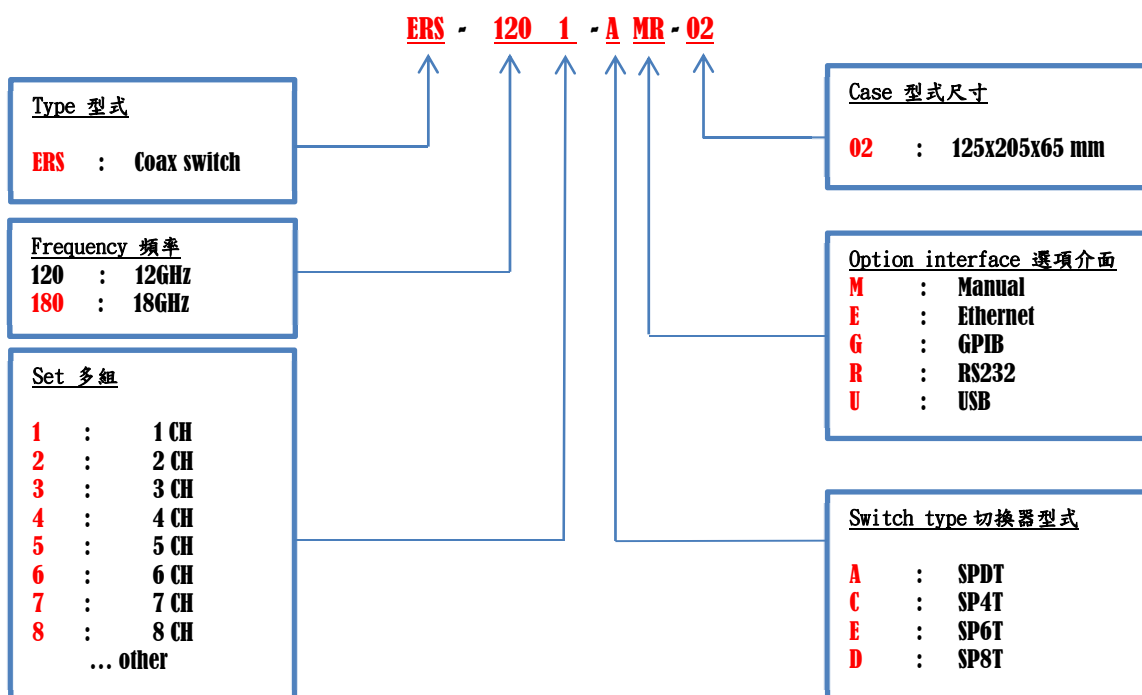 ERS - 120 1 - A MR - 02
Type 型式
ERS : Coax switch
Frequency 頻率
120 : 12GHz
180 : 18GHz
Set 多組
1 : 1 CH
2 : 2 CH
3 : 3 CH
4 : 4 CH
5 : 5 CH
6 : 6 CH
7 : 7 CH
8 : 8 CH
... other
Case 型式尺寸
02 : 125x205x65 mm
Option interface 選項介面
M : Manual
E : Ethernet
G : GPIB
R : RS232
U : USB
Switch type 切換器型式
A : SPDT
C : SP4T
E : SP6T
D : SP8T